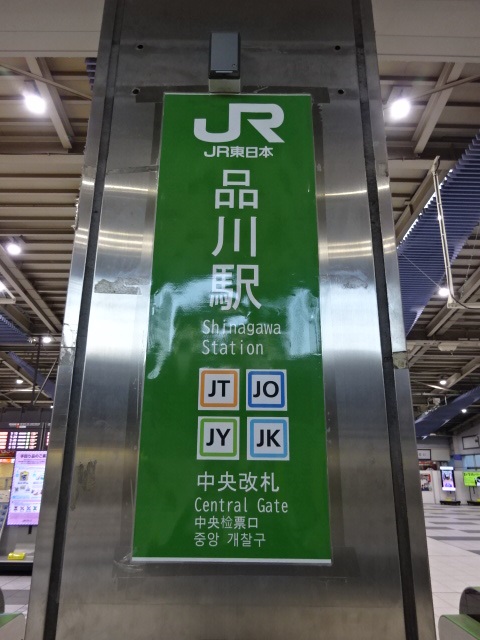 JR
JR東日本
品川駅
Shinagawa
Station
JT JO
JY JK
中央改札
Central Gate
中央检票口
중앙 개찰구